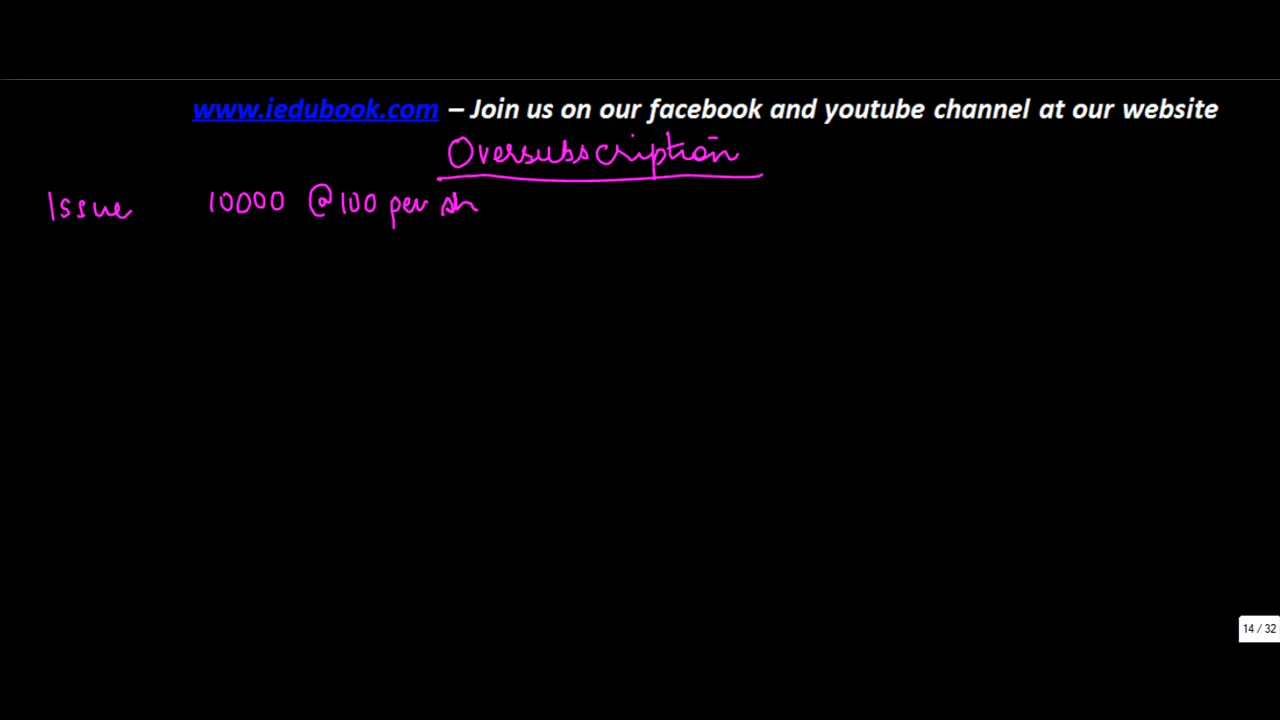 www.iedubook.com – Join us on our facebook and youtube channel at our website
Oversubscription
Issue 10000 @100 per sh
14 / 32